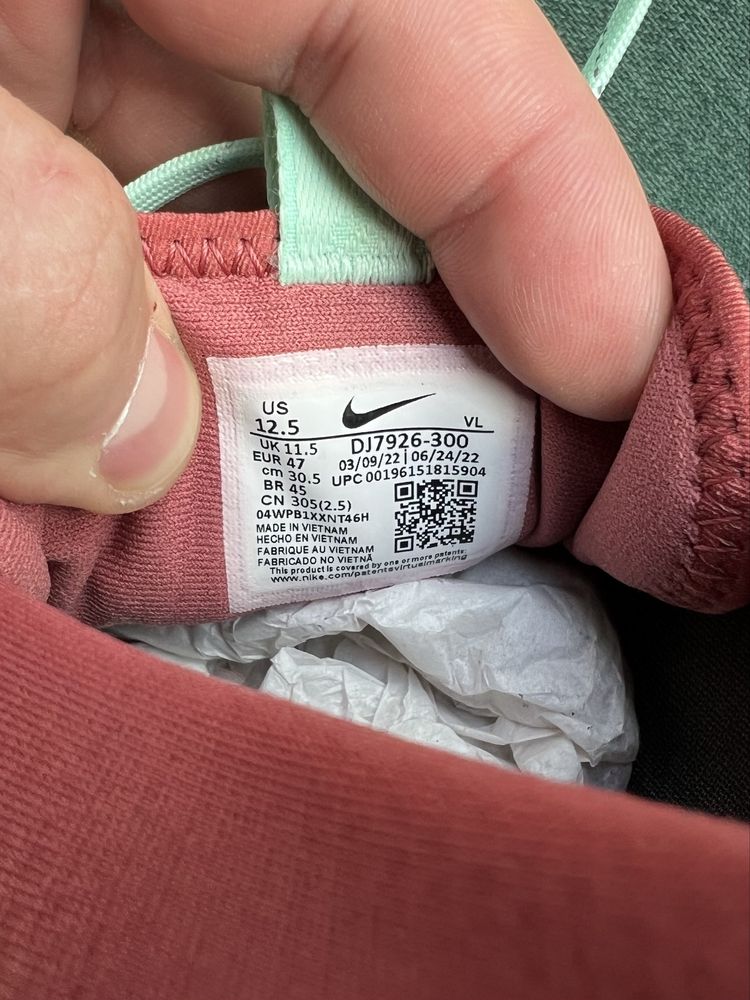 US
12.5
VL
UK 11.5
DJ7926-300
EUR 47
03/09/22 | 06/24/22
cm 30.5
UPC 00196151815904
BR 45
CN 305(2.5)
04WPB1XXNT46H
MADE IN VIETNAM
HECHO EN VIETNAM
FABRIQUE AU VIETNAM
FABRICADO NO VIETNÃ
This product is covered by one or more patents:
www.nike.com/patentsvirtualmarking